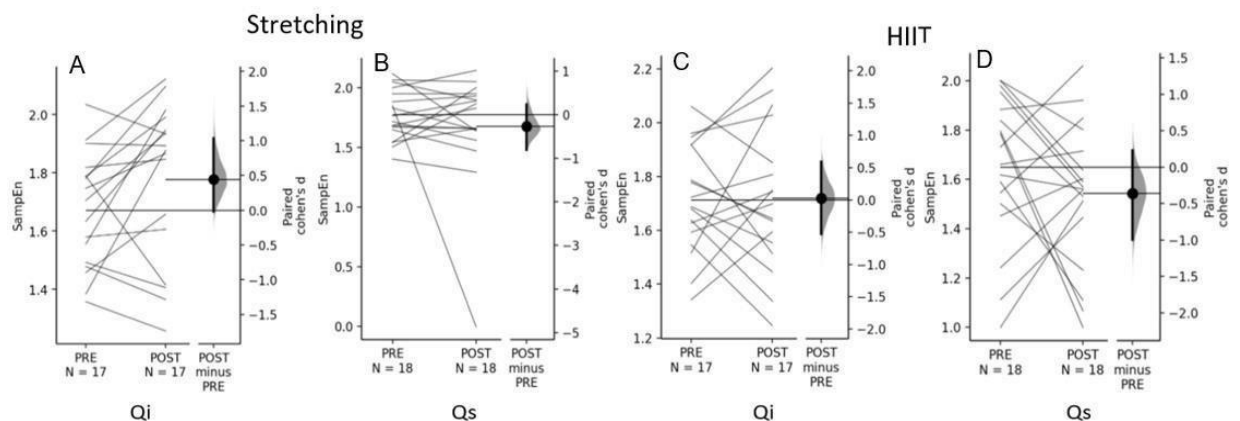 Stretching
HIIT
A
2.0
1.8
1.6
1.4
SampEn
2.0
1.5
1.0
0.5
0.0
−0.5
−1.0
−1.5
Paired
cohen's d
PRE
N = 17
POST
N = 17
POST
minus
PRE
Qi
B
2.0
1.5
1.0
0.5
0.0
SampEn
1
0
−1
−2
−3
−4
−5
Paired
cohen's d
PRE
N = 18
POST
N = 18
POST
minus
PRE
Qs
C
2.2
2.0
1.8
1.6
1.4
1.2
SampEn
2.0
1.5
1.0
0.5
0.0
−0.5
−1.0
−1.5
−2.0
Paired
cohen's d
PRE
N = 17
POST
N = 17
POST
minus
PRE
Qi
D
2.0
1.8
1.6
1.4
1.2
1.0
SampEn
1.5
1.0
0.5
0.0
−0.5
−1.0
−1.5
−2.0
Paired
cohen's d
PRE
N = 18
POST
N = 18
POST
minus
PRE
Qs